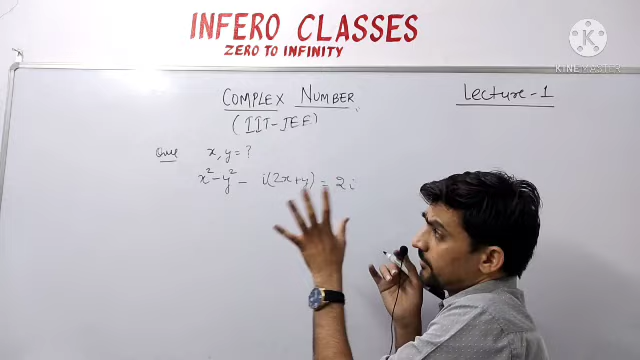 INFERO CLASSES
ZERO TO INFINITY
KINEMASTER
COMPLEX NUMBER
Lecture-1
(IIT-JEE)
Que x, y = ?
x² - y² - i(2x+y) = 2i